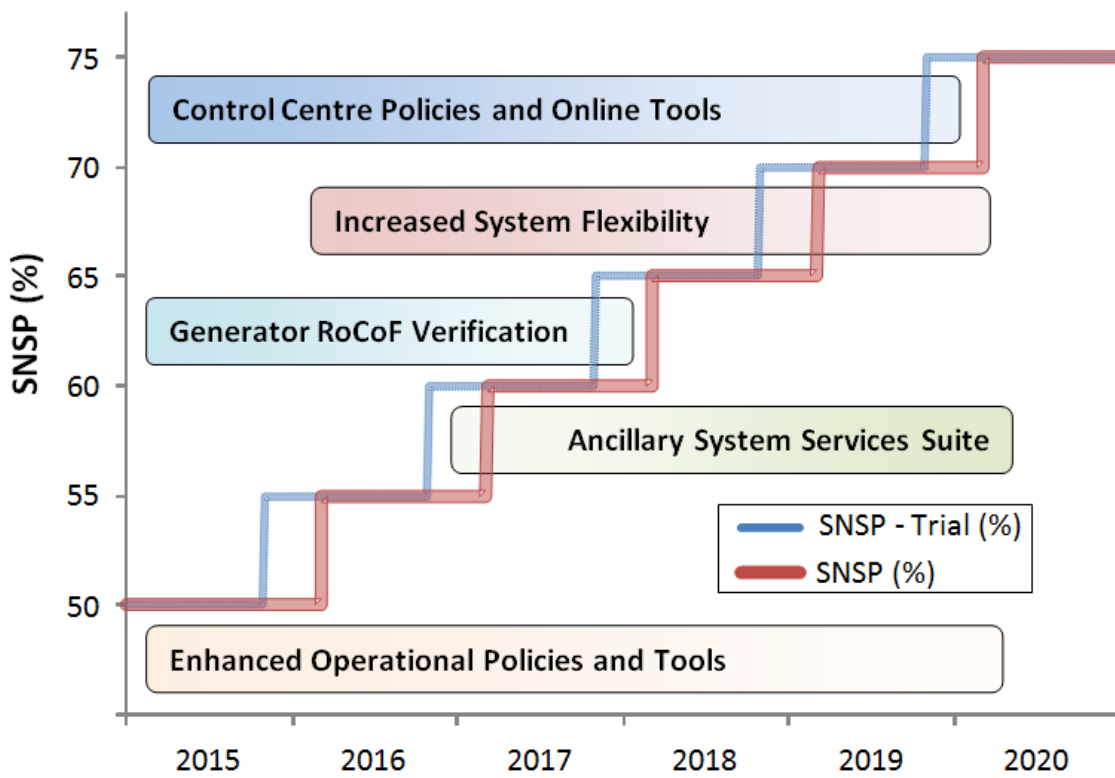 75
Control Centre Policies and Online Tools
70
Increased System Flexibility
65
Generator RoCoF Verification
SNSP (%)
60
Ancillary System Services Suite
55
SNSP - Trial (%)
SNSP (%)
50
Enhanced Operational Policies and Tools
2015 2016 2017 2018 2019 2020